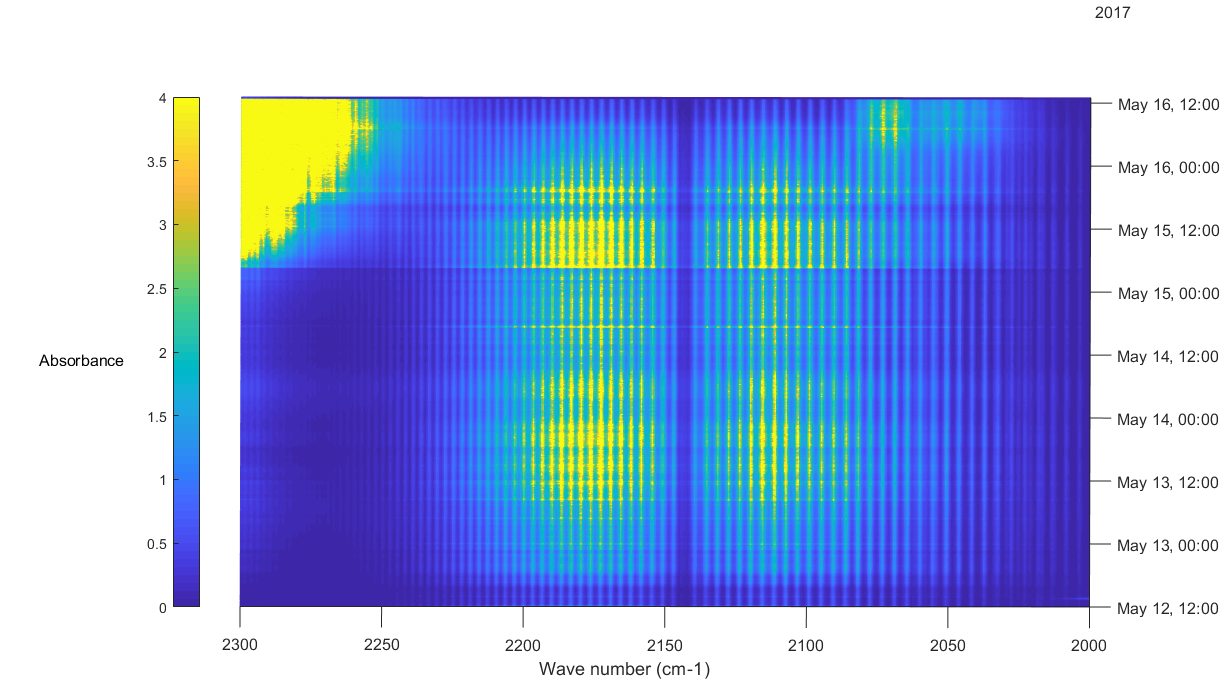 2017
4
3.5
3
2.5
2
1.5
1
0.5
0
Absorbance
May 16, 12:00
May 16, 00:00
May 15, 12:00
May 15, 00:00
May 14, 12:00
May 14, 00:00
May 13, 12:00
May 13, 00:00
May 12, 12:00
2300 2250 2200 2150 2100 2050 2000
Wave number (cm-1)